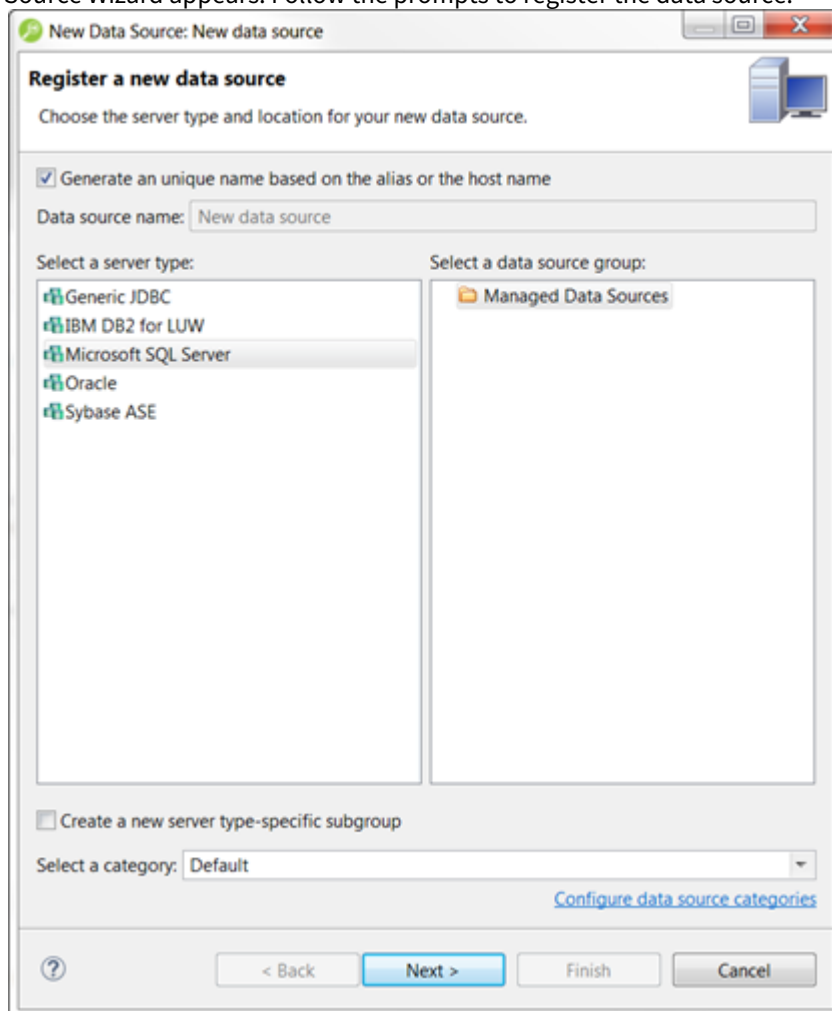 Source Wizard appears. Follow the prompts to register the data source.
New Data Source: New data source
Register a new data source
Choose the server type and location for your new data source.
Generate an unique name based on the alias or the host name
Data source name: New data source
Select a server type:
Select a data source group:
Generic JDBC
Managed Data Sources
IBM DB2 for LUW
Microsoft SQL Server
Oracle
Sybase ASE
Create a new server type-specific subgroup
Select a category: Default
Configure data source categories
? < Back Next > Finish Cancel